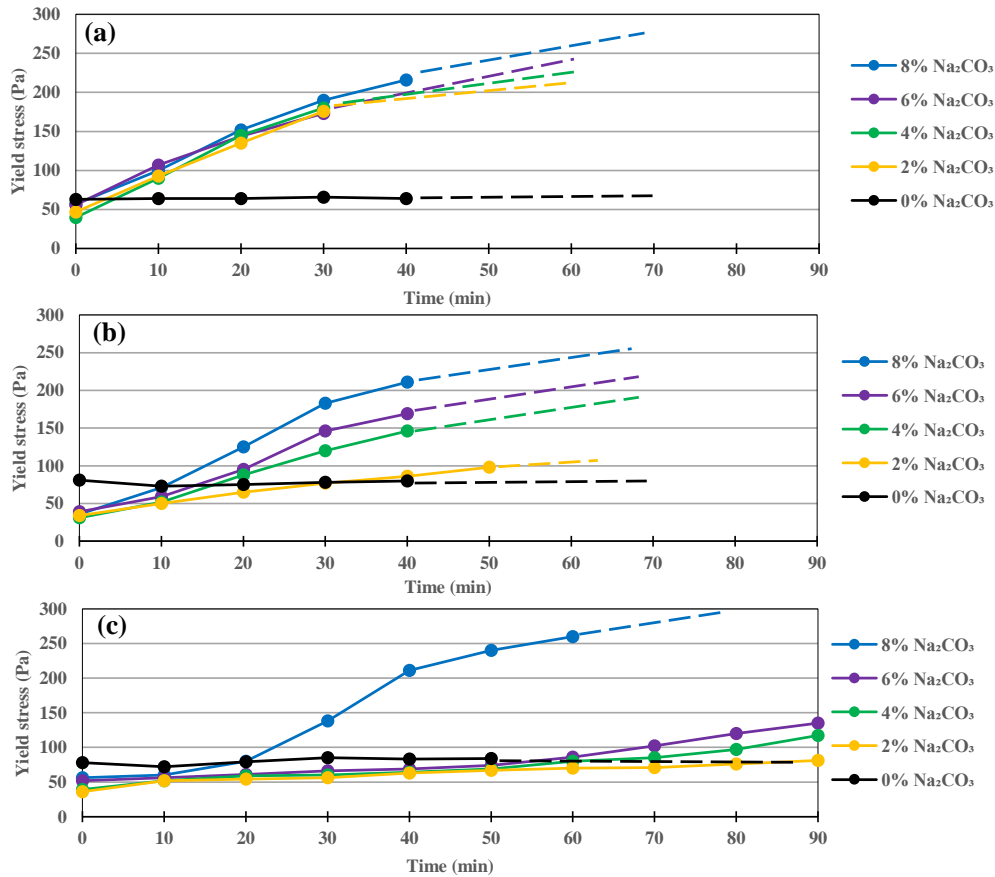 (a)
Yield stress (Pa)
300
250
200
150
100
50
0
0 10 20 30 40 50 60 70 80 90
Time (min)
8% Na₂CO₃
6% Na₂CO₃
4% Na₂CO₃
2% Na₂CO₃
0% Na₂CO₃
(b)
Yield stress (Pa)
300
250
200
150
100
50
0
0 10 20 30 40 50 60 70 80 90
Time (min)
8% Na₂CO₃
6% Na₂CO₃
4% Na₂CO₃
2% Na₂CO₃
0% Na₂CO₃
(c)
Yield stress (Pa)
300
250
200
150
100
50
0
0 10 20 30 40 50 60 70 80 90
Time (min)
8% Na₂CO₃
6% Na₂CO₃
4% Na₂CO₃
2% Na₂CO₃
0% Na₂CO₃